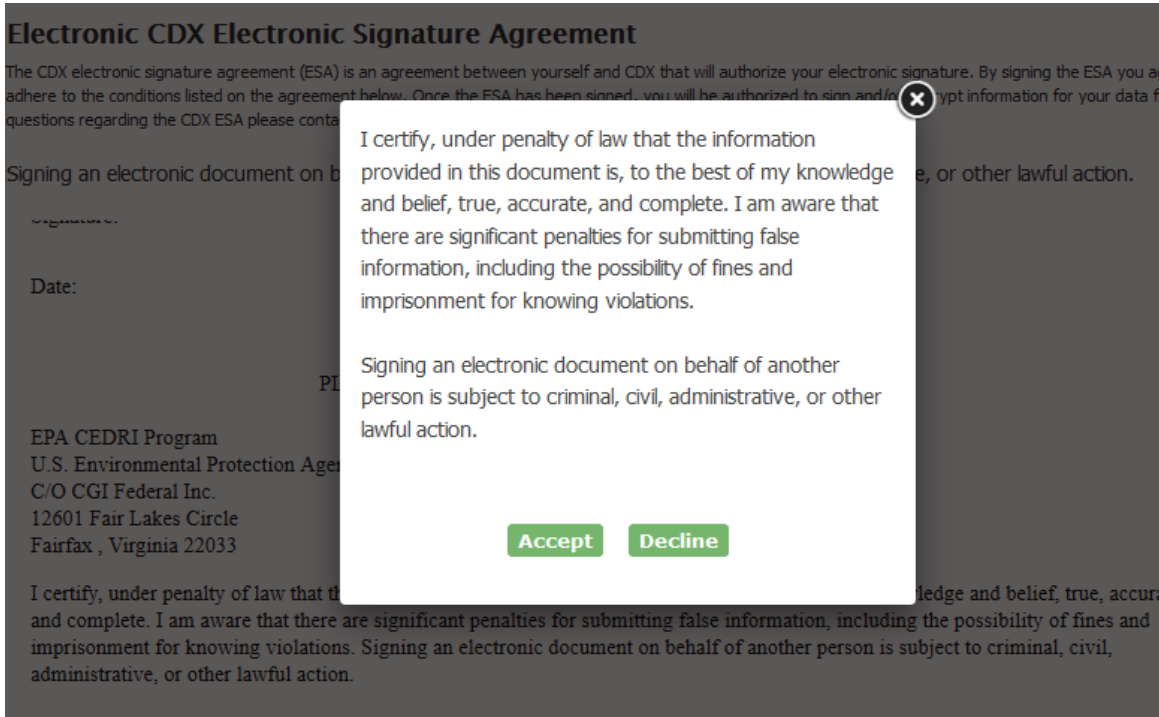 Electronic CDX Electronic Signature Agreement
The CDX electronic signature agreement (ESA) is an agreement between yourself and CDX that will authorize your electronic signature. By signing the ESA you
adhere to the conditions listed on the agreement below. Once the ESA has been signed, you will be authorized to sign and/o rypt information for your data
questions regarding the CDX ESA please conta
Signing an electronic document on b e, or other lawful action.
Signature:
Date:
I certify, under penalty of law that the information
provided in this document is, to the best of my knowledge
and belief, true, accurate, and complete. I am aware that
there are significant penalties for submitting false
information, including the possibility of fines and
imprisonment for knowing violations.
Signing an electronic document on behalf of another
person is subject to criminal, civil, administrative, or other
lawful action.
Accept Decline
PL
EPA CEDRI Program
U.S. Environmental Protection Agen
C/O CGI Federal Inc.
12601 Fair Lakes Circle
Fairfax , Virginia 22033
I certify, under penalty of law that th ledge and belief, true, accura
and complete. I am aware that there are significant penalties for submitting false information, including the possibility of fines and
imprisonment for knowing violations. Signing an electronic document on behalf of another person is subject to criminal, civil,
administrative, or other lawful action.